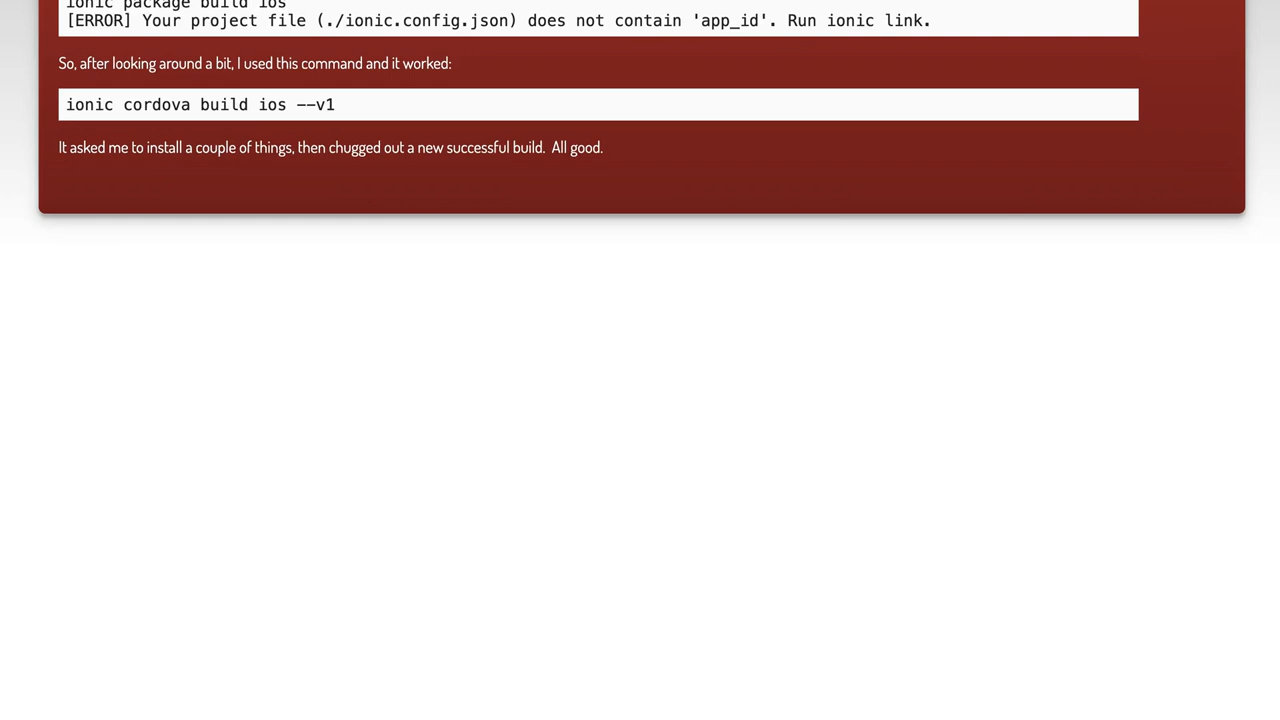 ionic package build ios
[ERROR] Your project file (./ionic.config.json) does not contain 'app_id'. Run ionic link.
So, after looking around a bit, I used this command and it worked:
ionic cordova build ios --v1
It asked me to install a couple of things, then chugged out a new successful build.  All good.